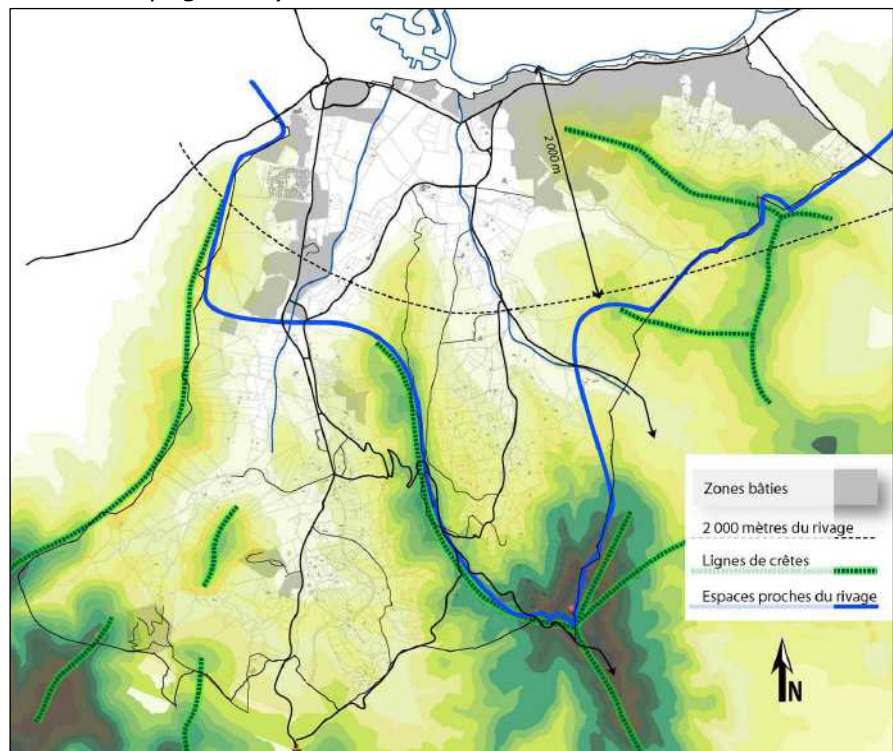 2 000 m
Zones bâties
2 000 mètres du rivage
Lignes de crêtes
Espaces proches du rivage
N